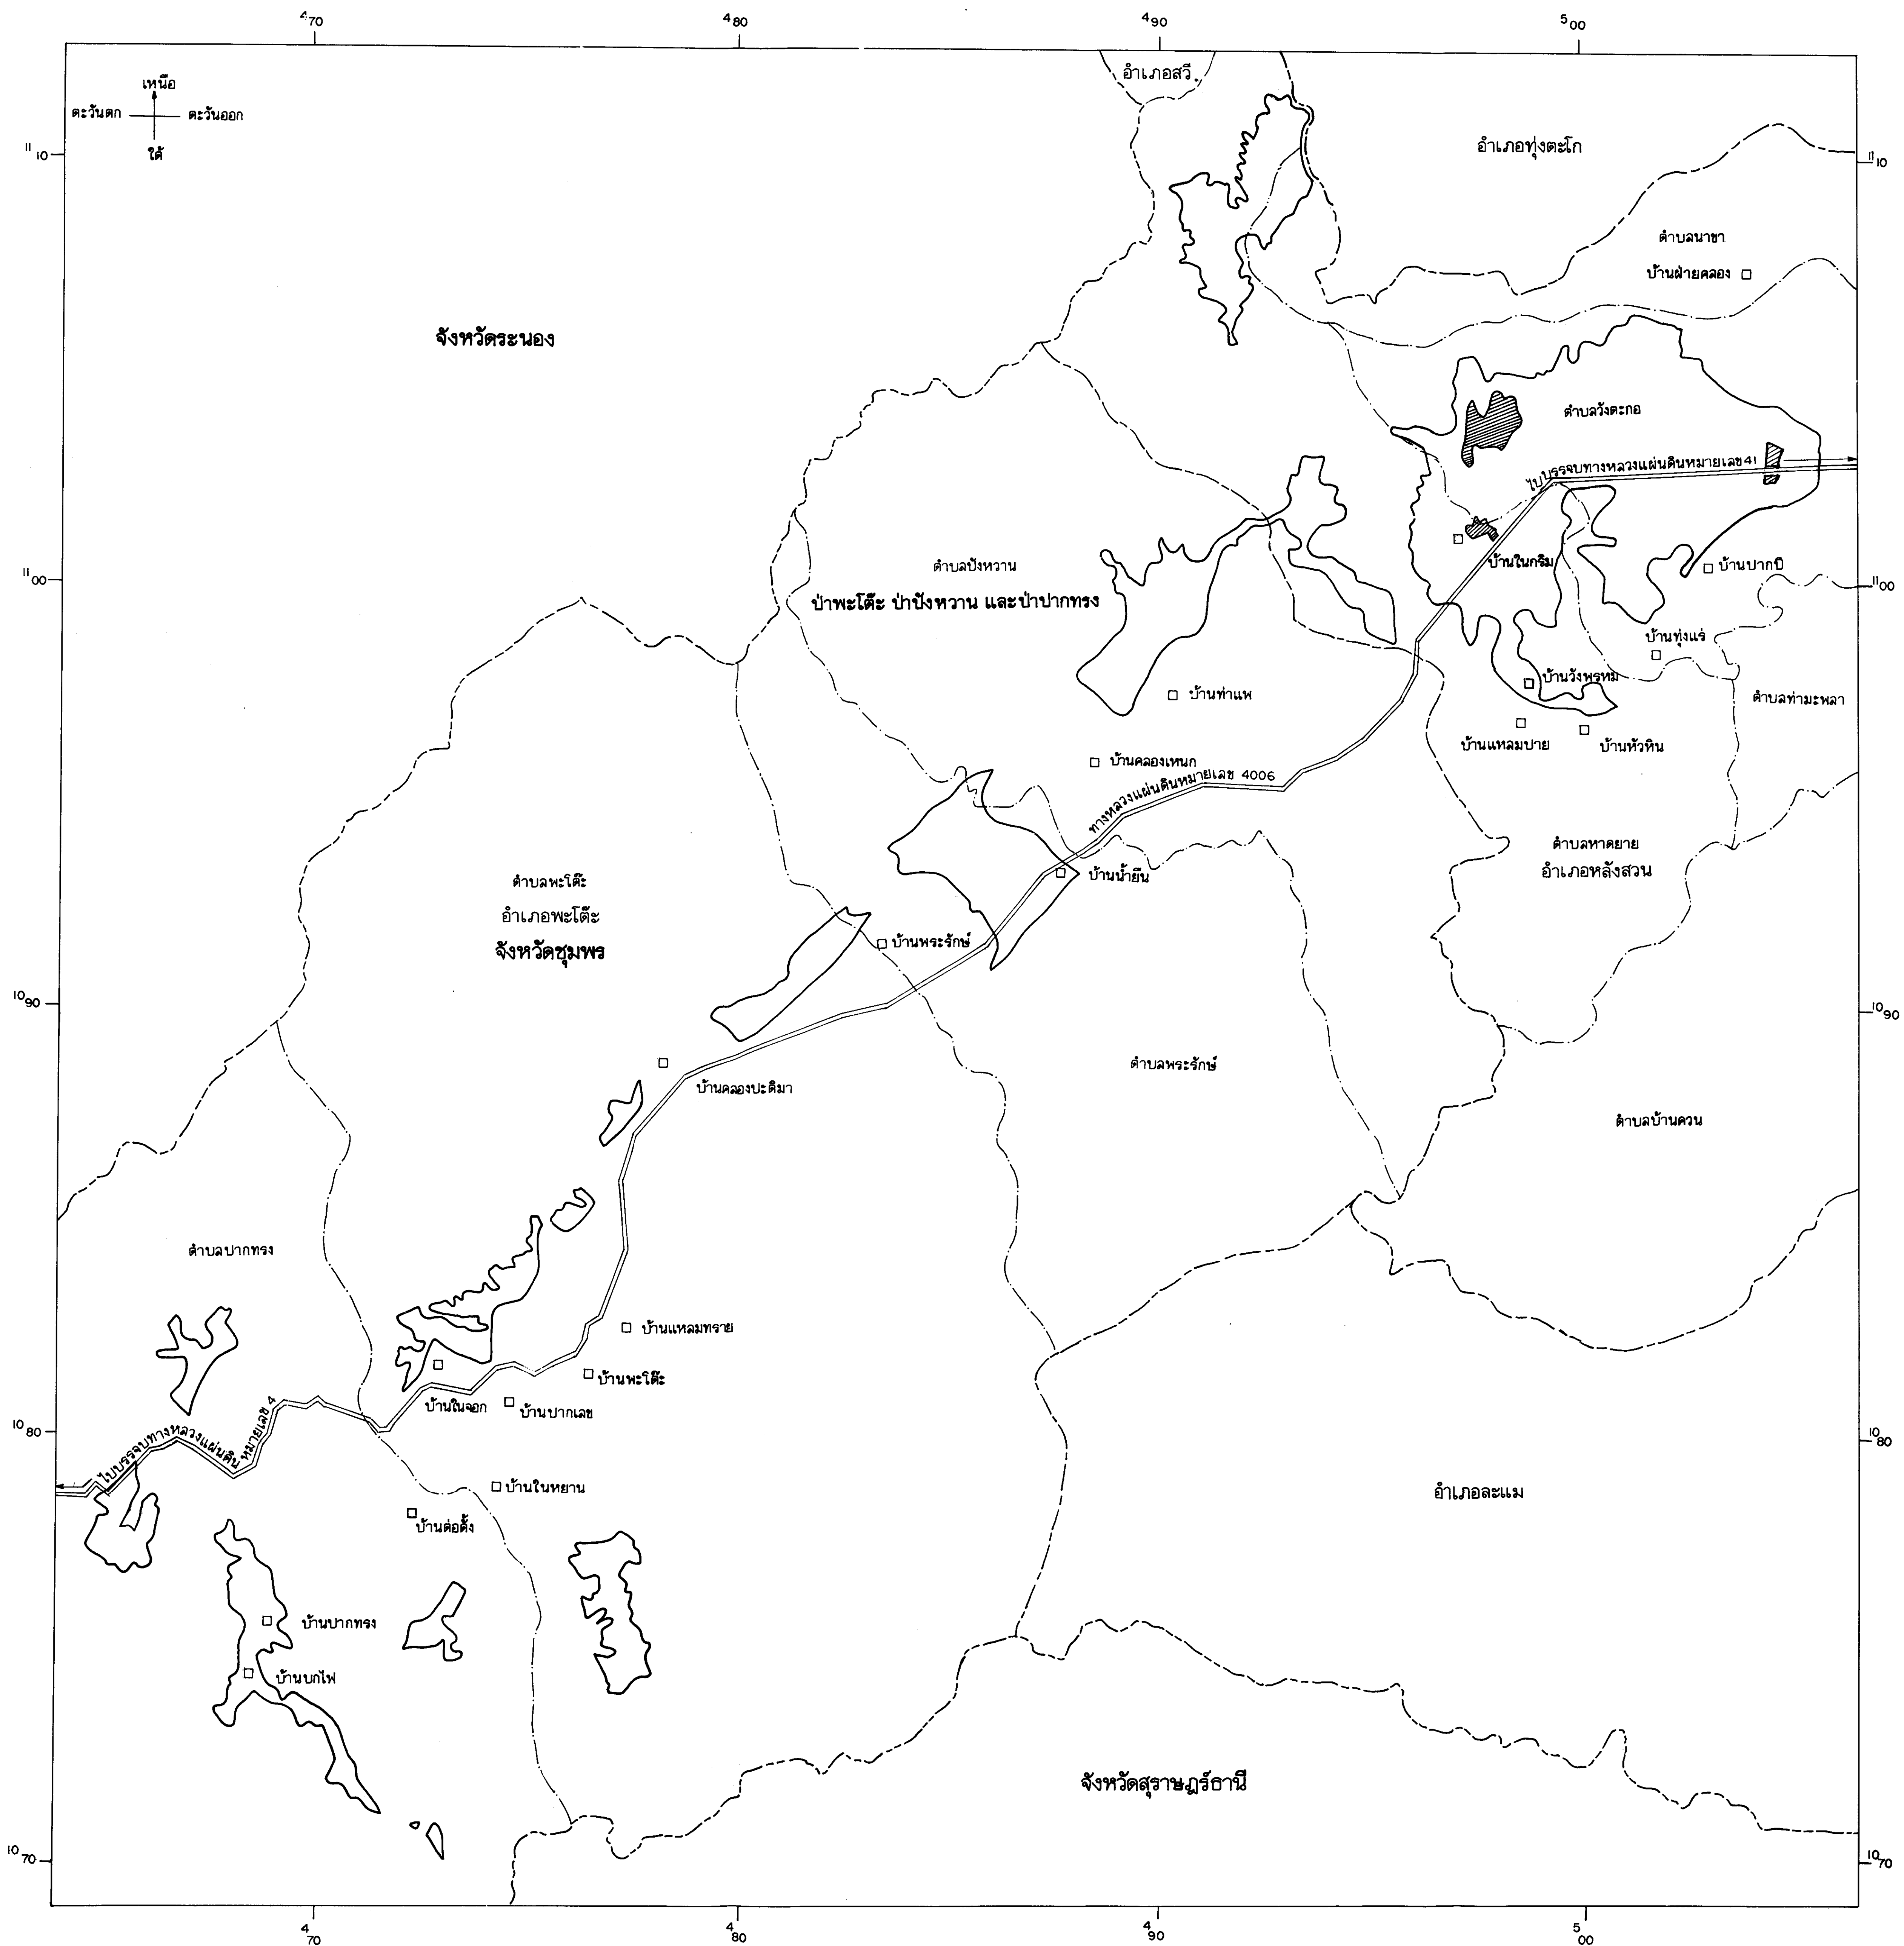 470 480 490 500
เหนือ
ตะวันตก ตะวันออก
ใต้
อำเภอสวี
อำเภอทุ่งตะโก
1110 1110
ตำบลนาขา
บ้านฝ่ายคลอง
จังหวัดระนอง
ตำบลวังตะกอ
ไปบรรจบทางหลวงแผ่นดินหมายเลข 41
บ้านในกริม
บ้านปากบี
ตำบลปังหวาน
1100 1100
ป่าพะโต๊ะ ป่าปังหวาน และป่าปากทรง
บ้านทุ่งแร่
บ้านวังพรหม
บ้านท่าแพ
ตำบลท่ามะพลา
บ้านแหลมปาย
บ้านหัวหิน
บ้านคลองเหนก
ทางหลวงแผ่นดินหมายเลข 4006
ตำบลหาดยาย
อำเภอหลังสวน
บ้านน้ำยืน
ตำบลพะโต๊ะ
อำเภอพะโต๊ะ
จังหวัดชุมพร
บ้านพระรักษ์
1090 1090
ตำบลพระรักษ์
บ้านคลองปะติมา
ตำบลบ้านควน
ตำบลปากทรง
บ้านแหลมทราย
บ้านพะโต๊ะ
บ้านในจอก
บ้านปากเลข
1080 1080
ไปบรรจบทางหลวงแผ่นดิน หมายเลข 4
บ้านในหยาน
อำเภอละแม
บ้านต่อตั้ง
บ้านปากทรง
บ้านบกไฟ
จังหวัดสุราษฎร์ธานี
1070 1070
470 480 490 500